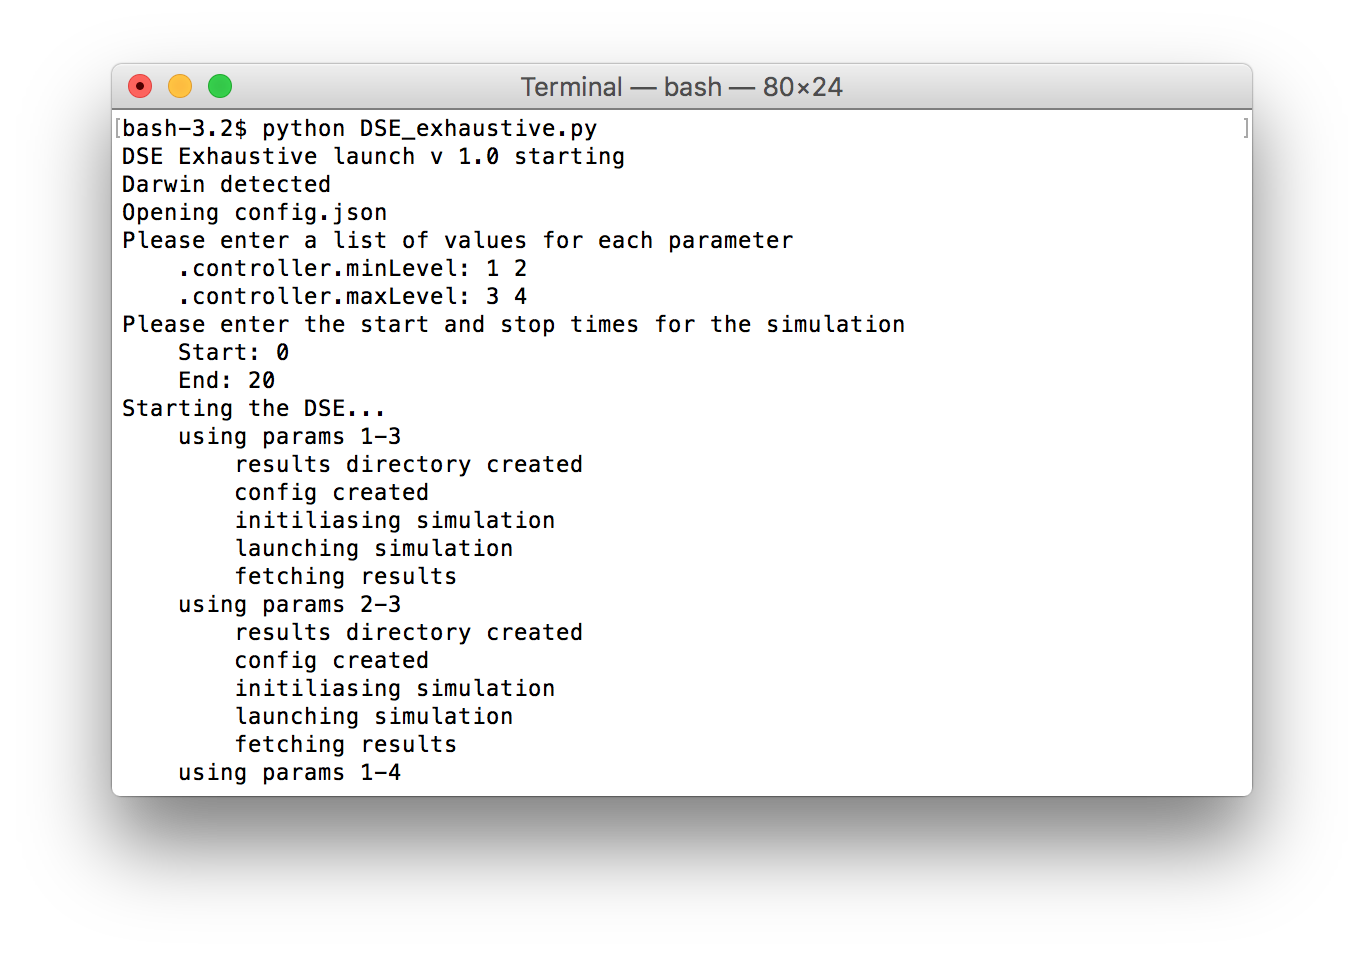 Terminal — bash — 80×24
[bash-3.2$ python DSE_exhaustive.py ]
DSE Exhaustive launch v 1.0 starting
Darwin detected
Opening config.json
Please enter a list of values for each parameter
    .controller.minLevel: 1 2
    .controller.maxLevel: 3 4
Please enter the start and stop times for the simulation
    Start: 0
    End: 20
Starting the DSE...
    using params 1-3
        results directory created
        config created
        initiliasing simulation
        launching simulation
        fetching results
    using params 2-3
        results directory created
        config created
        initiliasing simulation
        launching simulation
        fetching results
    using params 1-4